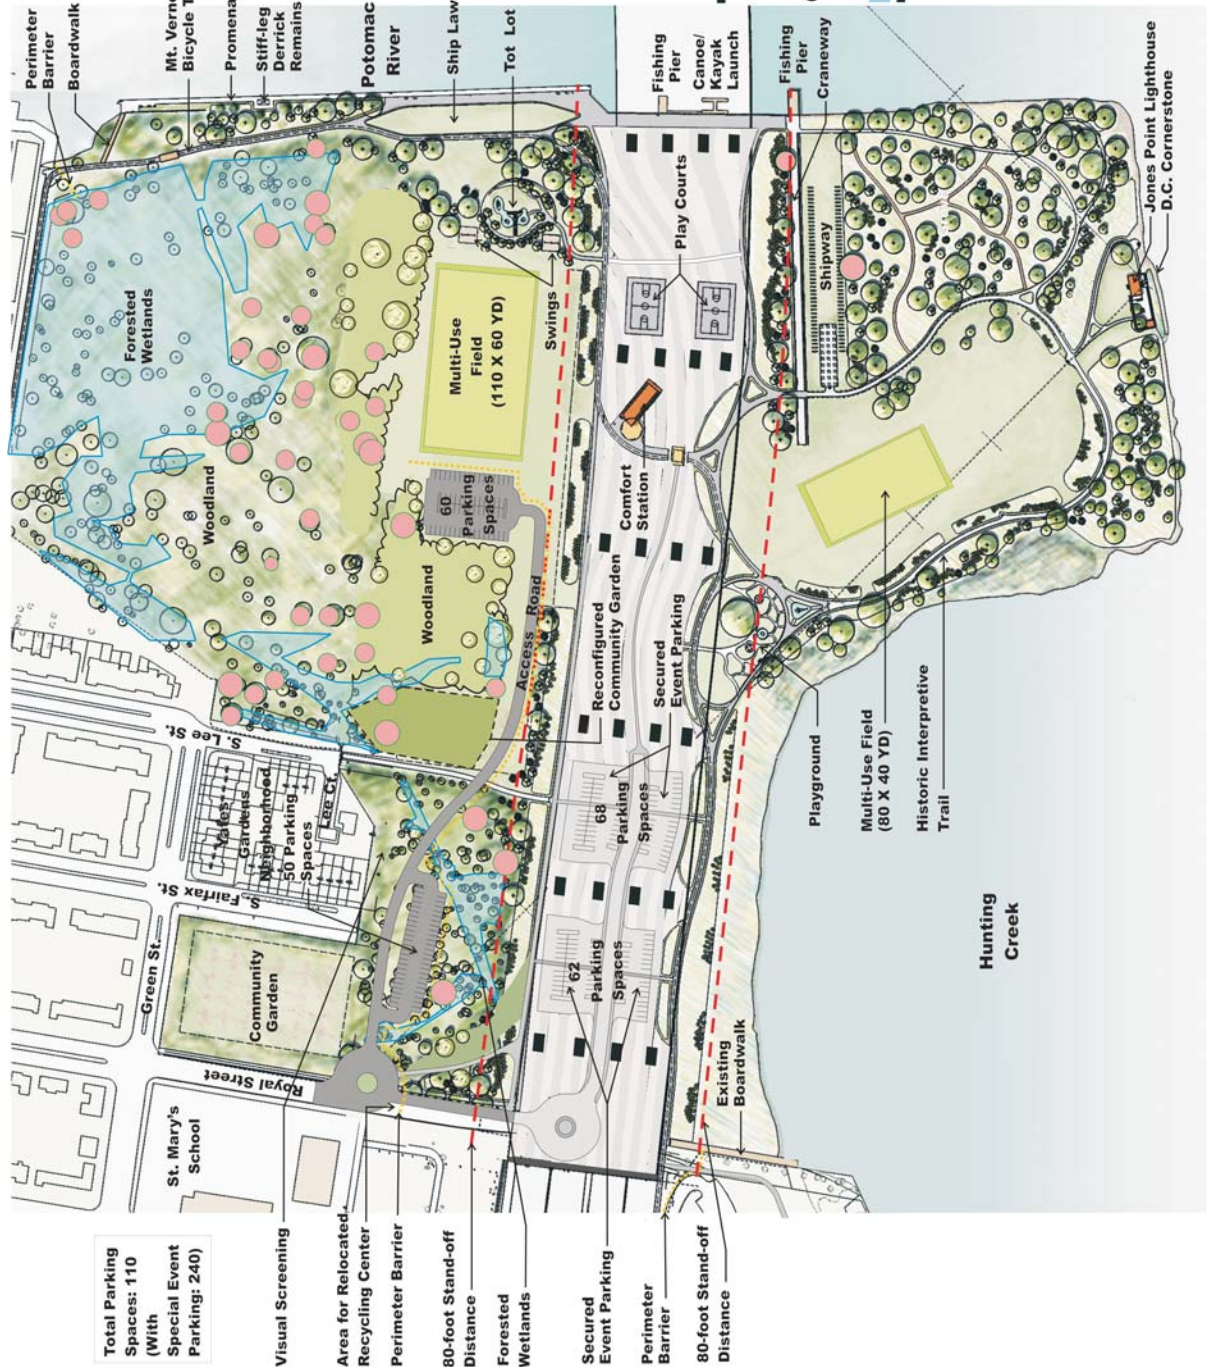 Perimeter
Barrier
Boardwalk
Mt. Verno
Bicycle T
Promena
Stiff-leg
Derrick
Remains
Potomac
River
Ship Law
Tot Lot
Fishing
Pier
Canoe/
Kayak
Launch
Fishing
Pier
Craneway
Jones Point Lighthouse
D.C. Cornerstone
Forested
Wetlands
Multi-Use
Field
(110 X 60 YD)
Swings
Play Courts
Shipway
Woodland
60
Parking
Spaces
Comfort
Station
Woodland
Access Road
Reconfigured
Community Garden
Secured
Event Parking
Playground
Multi-Use Field
(80 X 40 YD)
Historic Interpretive
Trail
S. Lee St.
Yates
Gardens
Neighborhood
50 Parking
Spaces
Lee Ct.
S. Fairfax St.
68
Parking
Spaces
Green St.
Community
Garden
62
Parking
Spaces
Hunting
Creek
Royal Street
Existing
Boardwalk
St. Mary's
School
Total Parking
Spaces: 110
(With
Special Event
Parking: 240)
Visual Screening
Area for Relocated
Recycling Center
Perimeter Barrier
80-foot Stand-off
Distance
Forested
Wetlands
Secured
Event Parking
Perimeter
Barrier
80-foot Stand-off
Distance